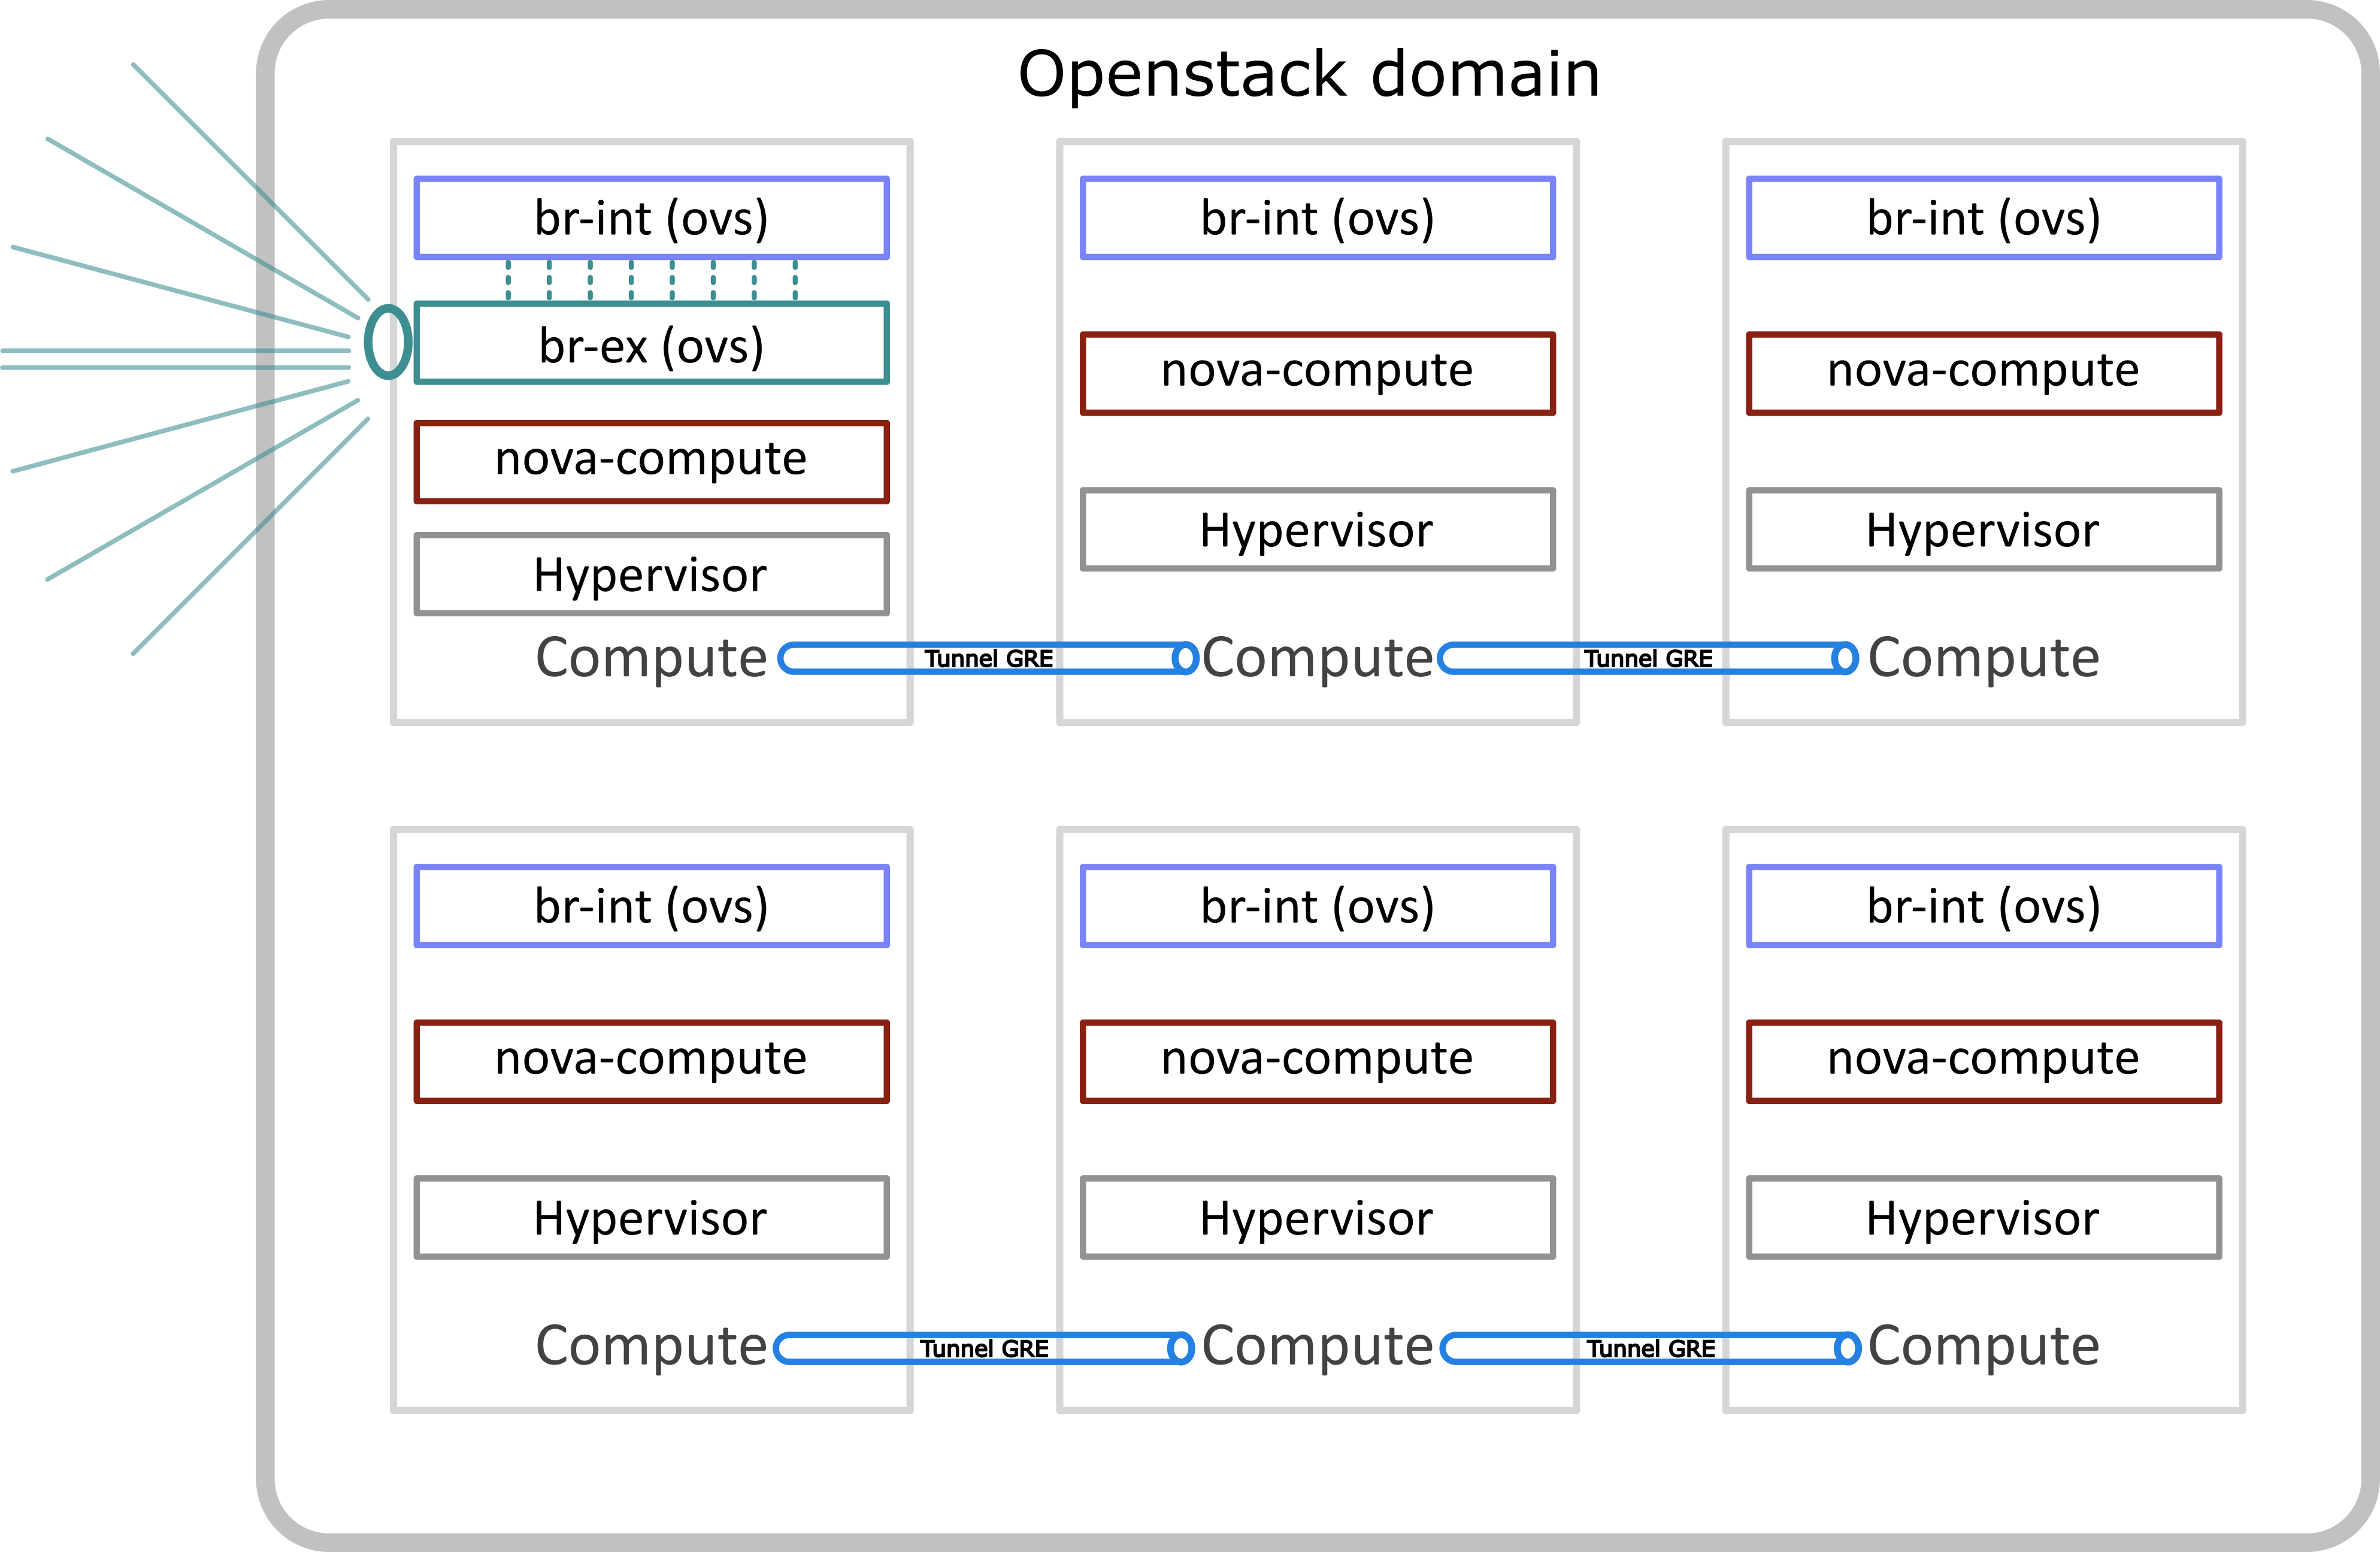 Openstack domain
br-int (ovs)
br-ex (ovs)
nova-compute
Hypervisor
Compute
Tunnel GRE
br-int (ovs)
nova-compute
Hypervisor
Compute
Tunnel GRE
br-int (ovs)
nova-compute
Hypervisor
Compute
br-int (ovs)
nova-compute
Hypervisor
Compute
Tunnel GRE
br-int (ovs)
nova-compute
Hypervisor
Compute
Tunnel GRE
br-int (ovs)
nova-compute
Hypervisor
Compute